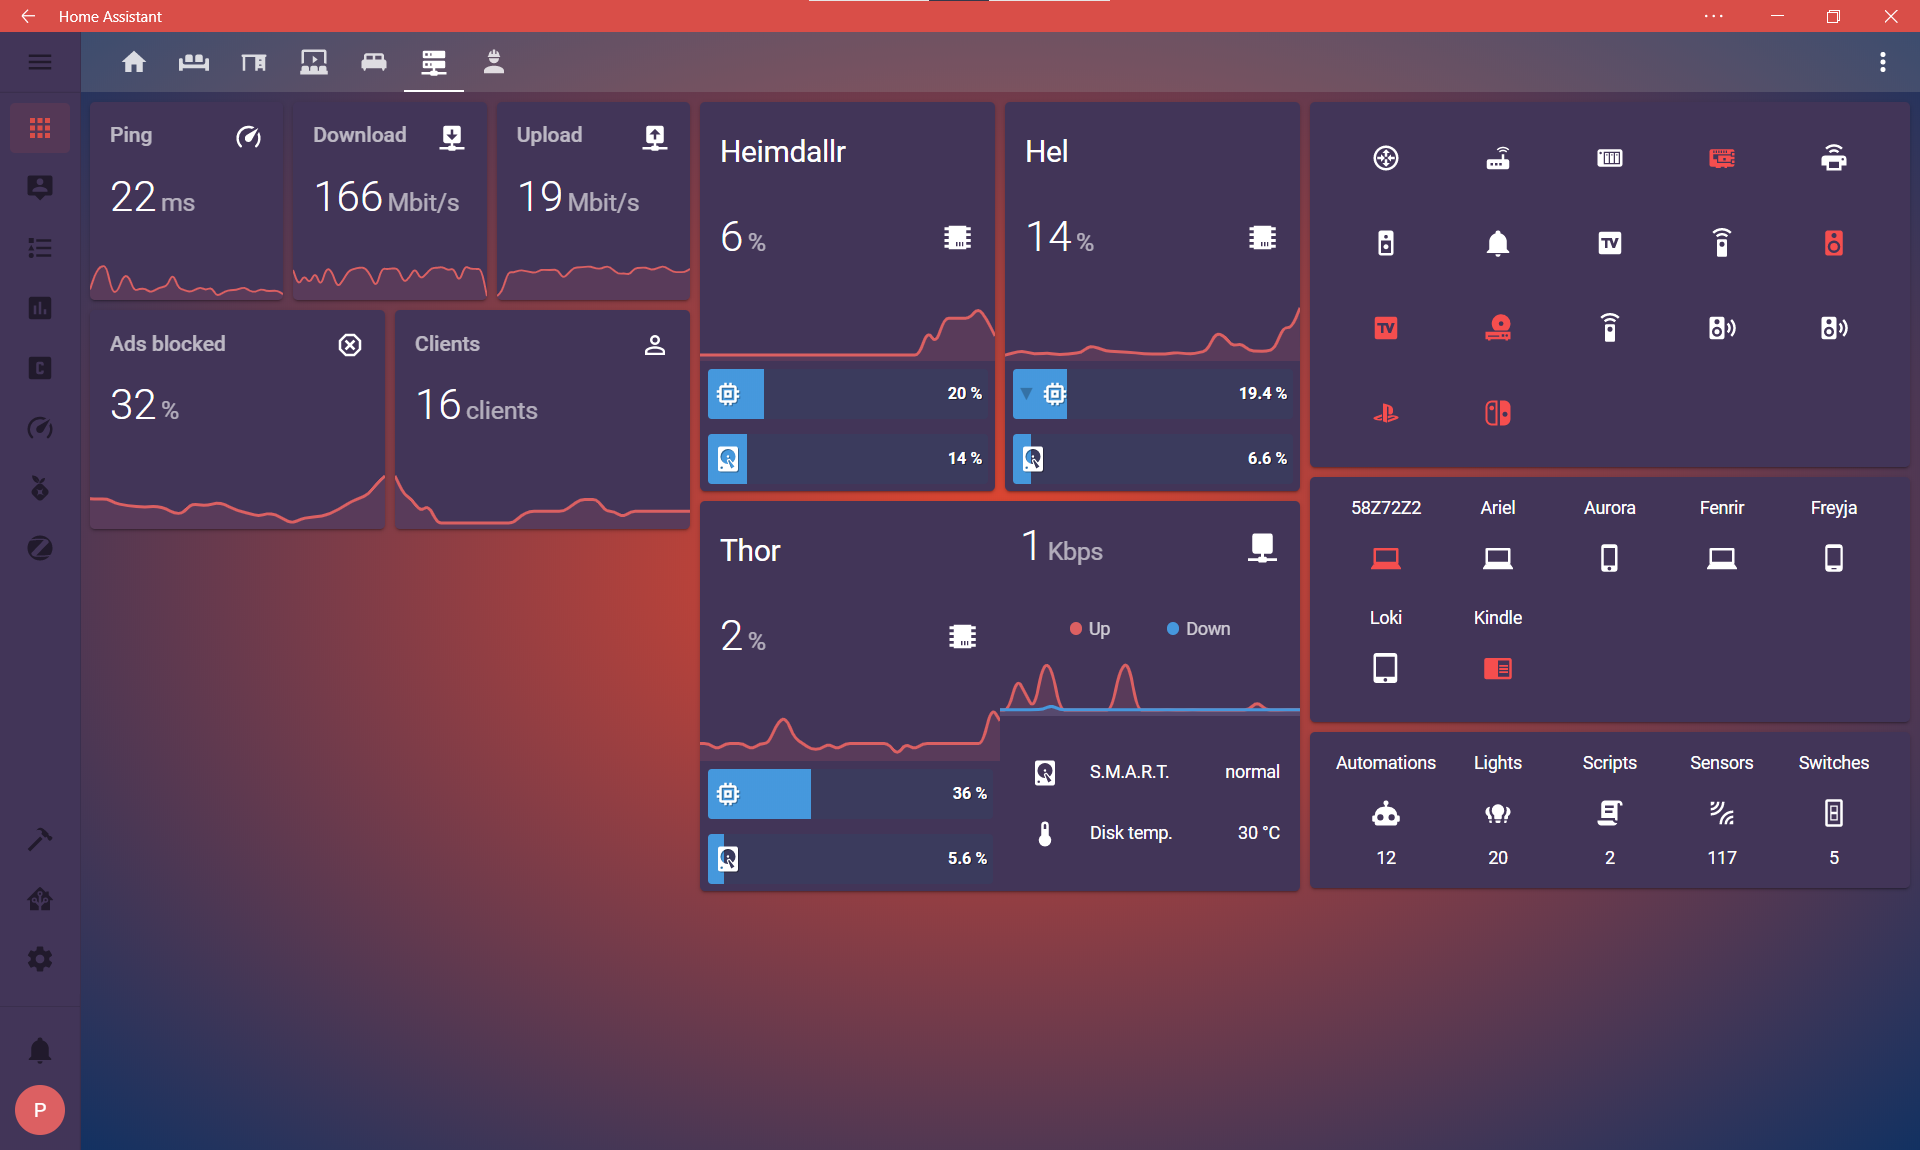 Home Assistant
Ping
22 ms
Download
166 Mbit/s
Upload
19 Mbit/s
Ads blocked
32 %
Clients
16 clients
Heimdallr
6 %
20 %
14 %
Hel
14 %
19.4 %
6.6 %
Thor
2 %
36 %
5.6 %
1 Kbps
Up Down
S.M.A.R.T. normal
Disk temp. 30 °C
TV
TV
58Z72Z2 Ariel Aurora Fenrir Freyja
Loki Kindle
Automations Lights Scripts Sensors Switches
12 20 2 117 5
C
P